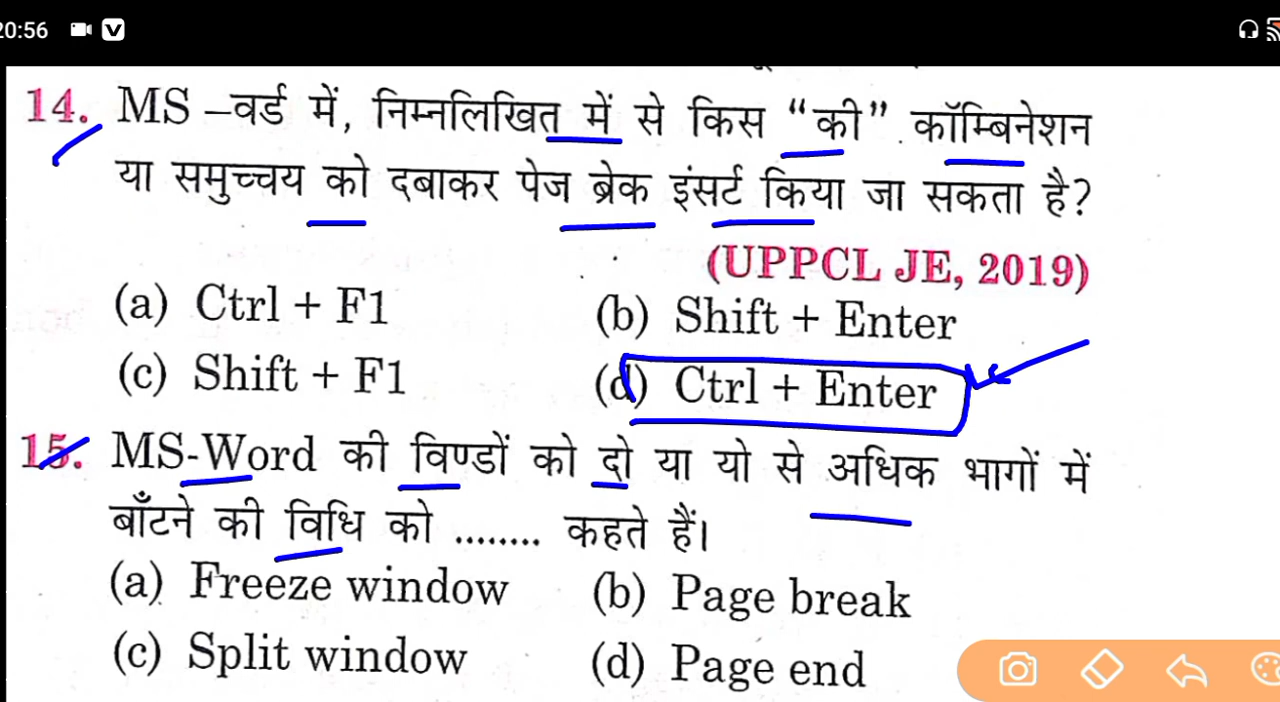 20:56
14. MS –वर्ड में, निम्नलिखित में से किस “की” कॉम्बिनेशन
या समुच्चय को दबाकर पेज ब्रेक इंसर्ट किया जा सकता है?
(UPPCL JE, 2019)
(a) Ctrl + F1 (b) Shift + Enter
(c) Shift + F1 (d) Ctrl + Enter
15. MS-Word की विण्डों को दो या यो से अधिक भागों में
बाँटने की विधि को ........ कहते हैं।
(a) Freeze window (b) Page break
(c) Split window (d) Page end